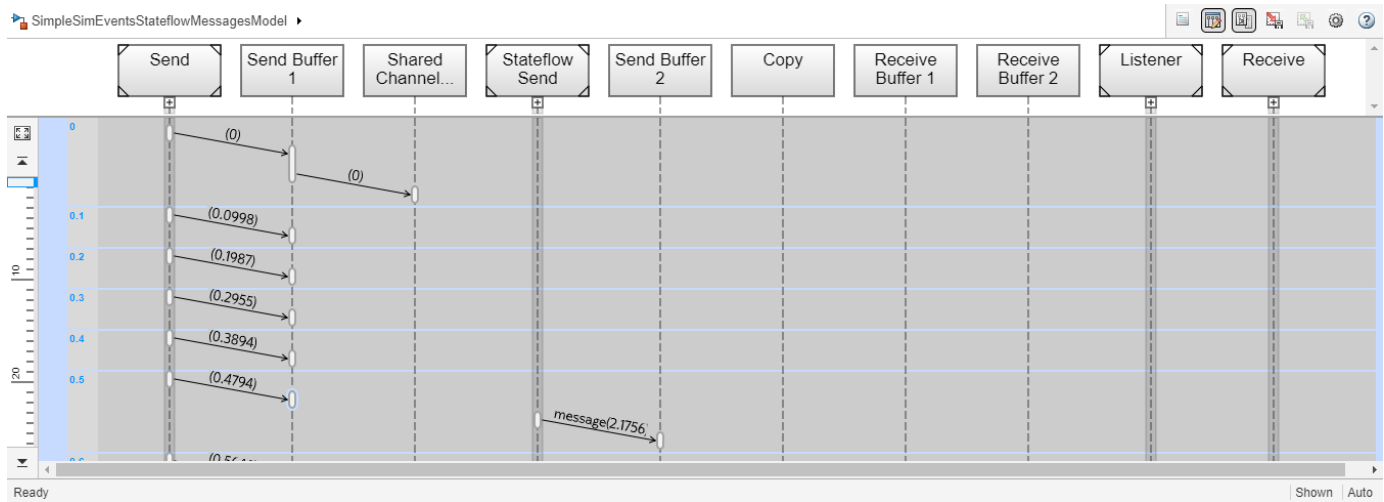 SimpleSimEventsStateflowMessagesModel
Send
Send Buffer
1
Shared
Channel...
Stateflow
Send
Send Buffer
2
Copy
Receive
Buffer 1
Receive
Buffer 2
Listener
Receive
0
(0)
(0)
0.1
(0.0998)
0.2
(0.1987)
10
0.3
(0.2955)
0.4
(0.3894)
20
0.5
(0.4794)
message(2.1756)
Ready
Shown
Auto